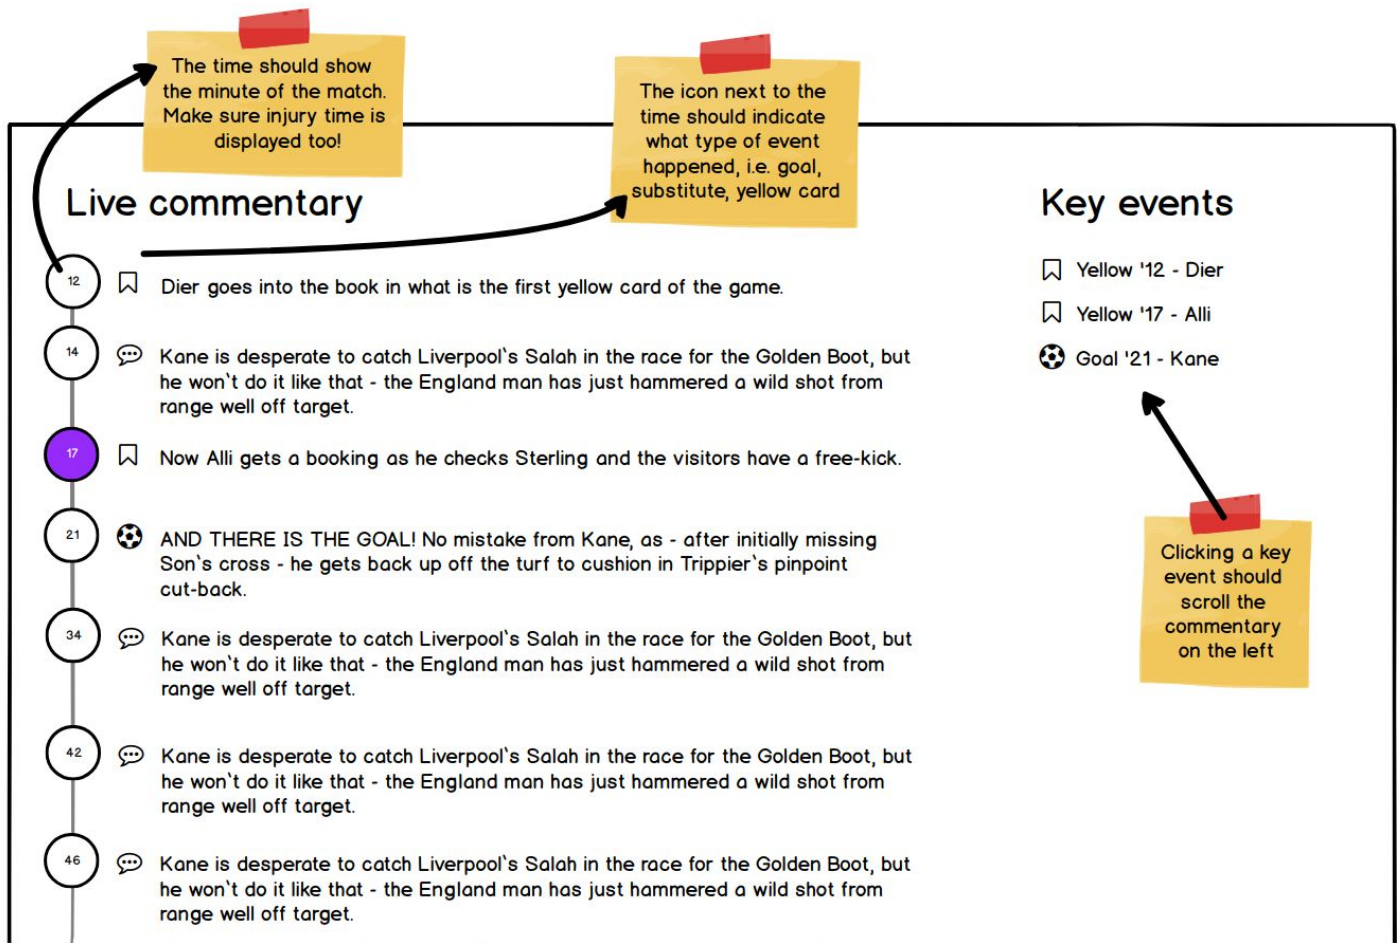 The time should show
the minute of the match.
Make sure injury time is
displayed too!
The icon next to the
time should indicate
what type of event
happened, i.e. goal,
substitute, yellow card
Live commentary
12
Dier goes into the book in what is the first yellow card of the game.
14
Kane is desperate to catch Liverpool`s Salah in the race for the Golden Boot, but
he won`t do it like that - the England man has just hammered a wild shot from
range well off target.
17
Now Alli gets a booking as he checks Sterling and the visitors have a free-kick.
21
AND THERE IS THE GOAL! No mistake from Kane, as - after initially missing
Son`s cross - he gets back up off the turf to cushion in Trippier`s pinpoint
cut-back.
34
Kane is desperate to catch Liverpool`s Salah in the race for the Golden Boot, but
he won`t do it like that - the England man has just hammered a wild shot from
range well off target.
42
Kane is desperate to catch Liverpool`s Salah in the race for the Golden Boot, but
he won`t do it like that - the England man has just hammered a wild shot from
range well off target.
46
Kane is desperate to catch Liverpool`s Salah in the race for the Golden Boot, but
he won`t do it like that - the England man has just hammered a wild shot from
range well off target.
Key events
Yellow '12 - Dier
Yellow '17 - Alli
Goal '21 - Kane
Clicking a key
event should
scroll the
commentary
on the left